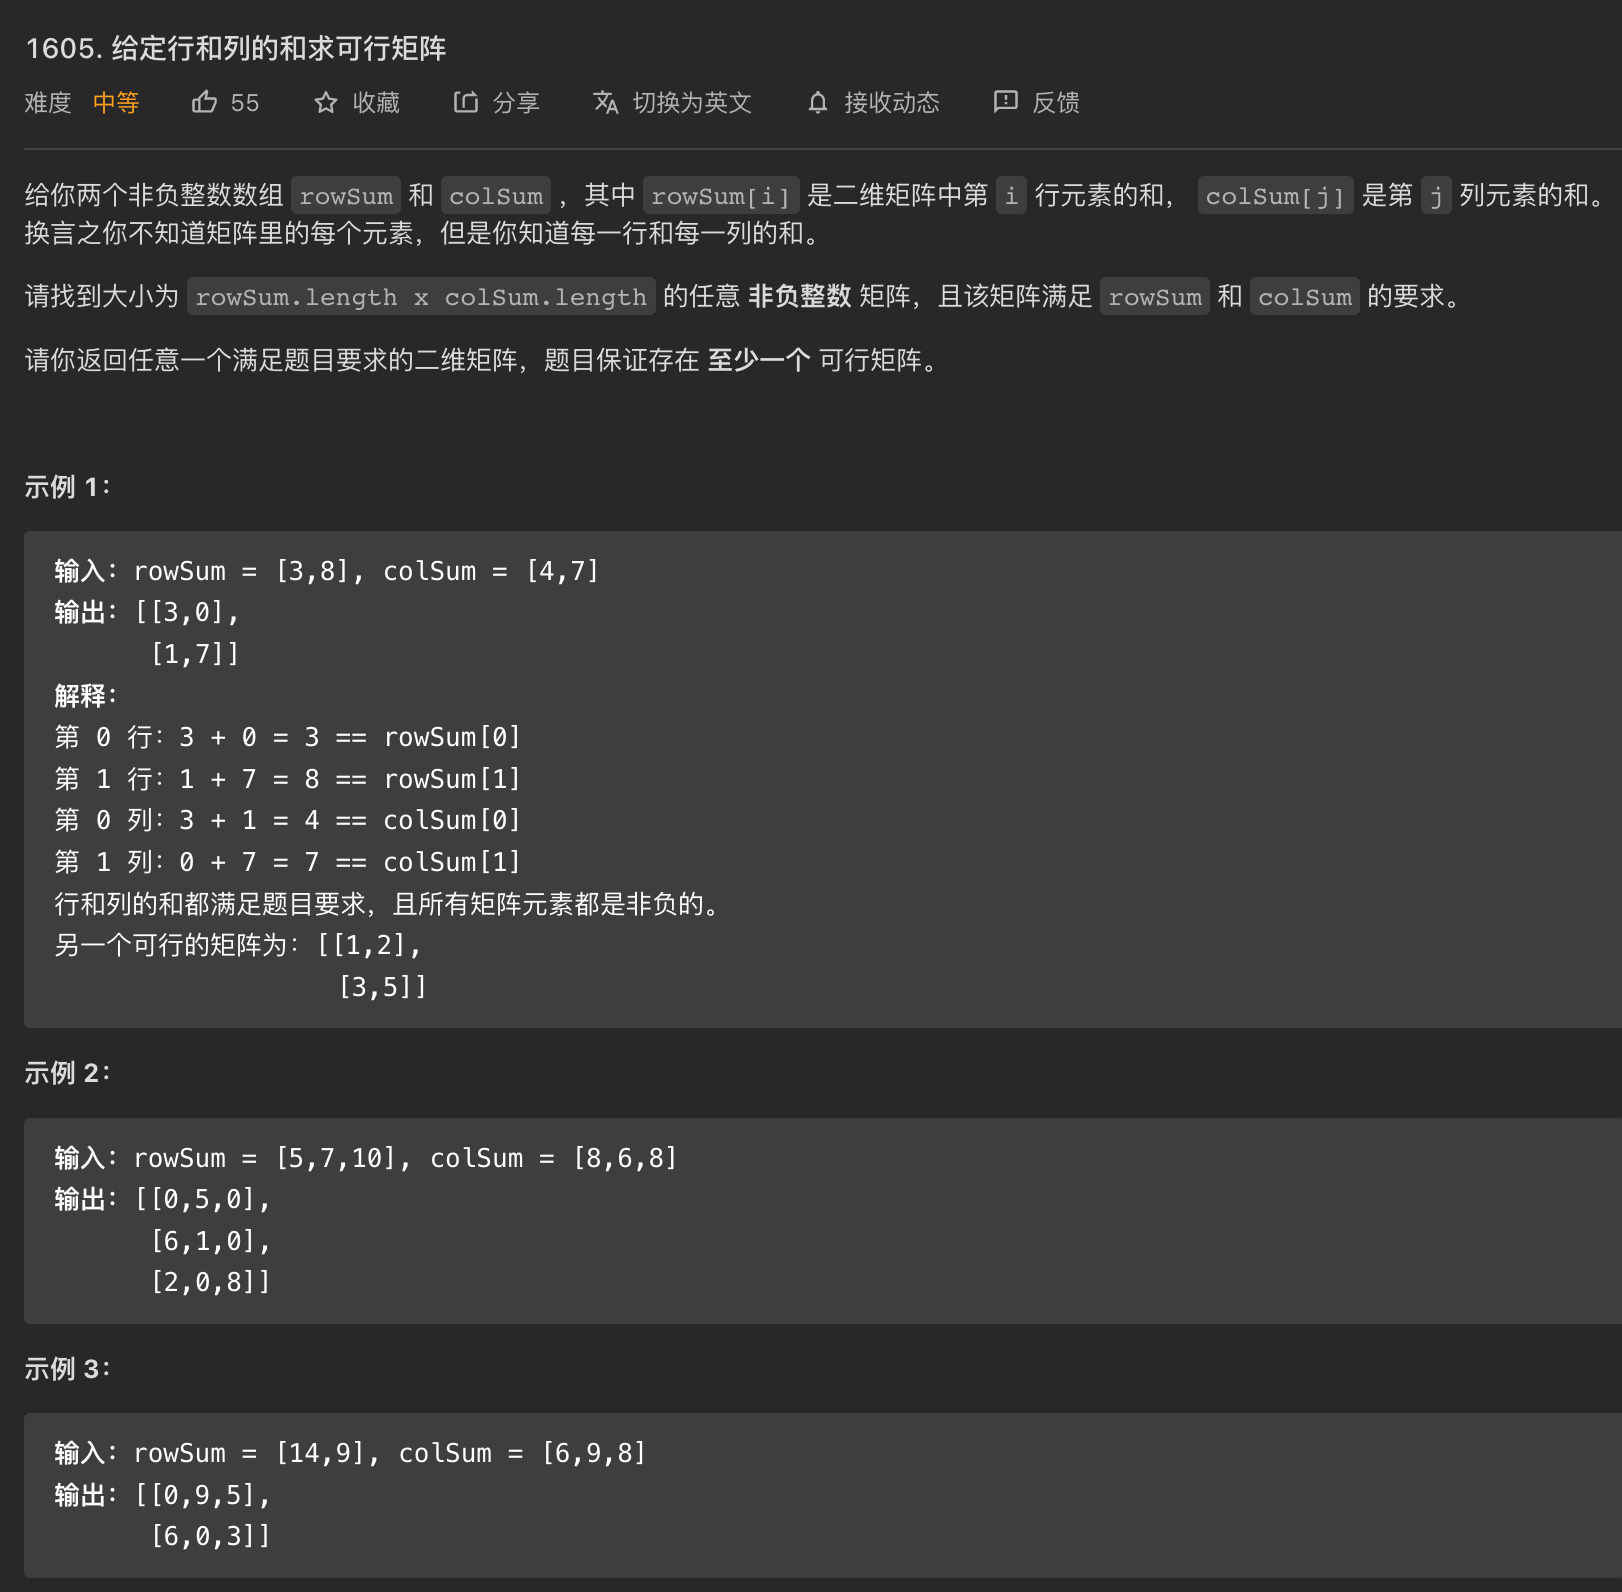 1605. 给定行和列的和求可行矩阵
难度 中等 55 收藏 分享 切换为英文 接收动态 反馈
给你两个非负整数数组 rowSum 和 colSum ，其中 rowSum[i] 是二维矩阵中第 i 行元素的和， colSum[j] 是第 j 列元素的和。
换言之你不知道矩阵里的每个元素，但是你知道每一行和每一列的和。
请找到大小为 rowSum.length x colSum.length 的任意 非负整数 矩阵，且该矩阵满足 rowSum 和 colSum 的要求。
请你返回任意一个满足题目要求的二维矩阵，题目保证存在 至少一个 可行矩阵。
示例 1：
输入：rowSum = [3,8], colSum = [4,7]
输出：[[3,0],
[1,7]]
解释：
第 0 行：3 + 0 = 3 == rowSum[0]
第 1 行：1 + 7 = 8 == rowSum[1]
第 0 列：3 + 1 = 4 == colSum[0]
第 1 列：0 + 7 = 7 == colSum[1]
行和列的和都满足题目要求，且所有矩阵元素都是非负的。
另一个可行的矩阵为：[[1,2],
[3,5]]
示例 2：
输入：rowSum = [5,7,10], colSum = [8,6,8]
输出：[[0,5,0],
[6,1,0],
[2,0,8]]
示例 3：
输入：rowSum = [14,9], colSum = [6,9,8]
输出：[[0,9,5],
[6,0,3]]